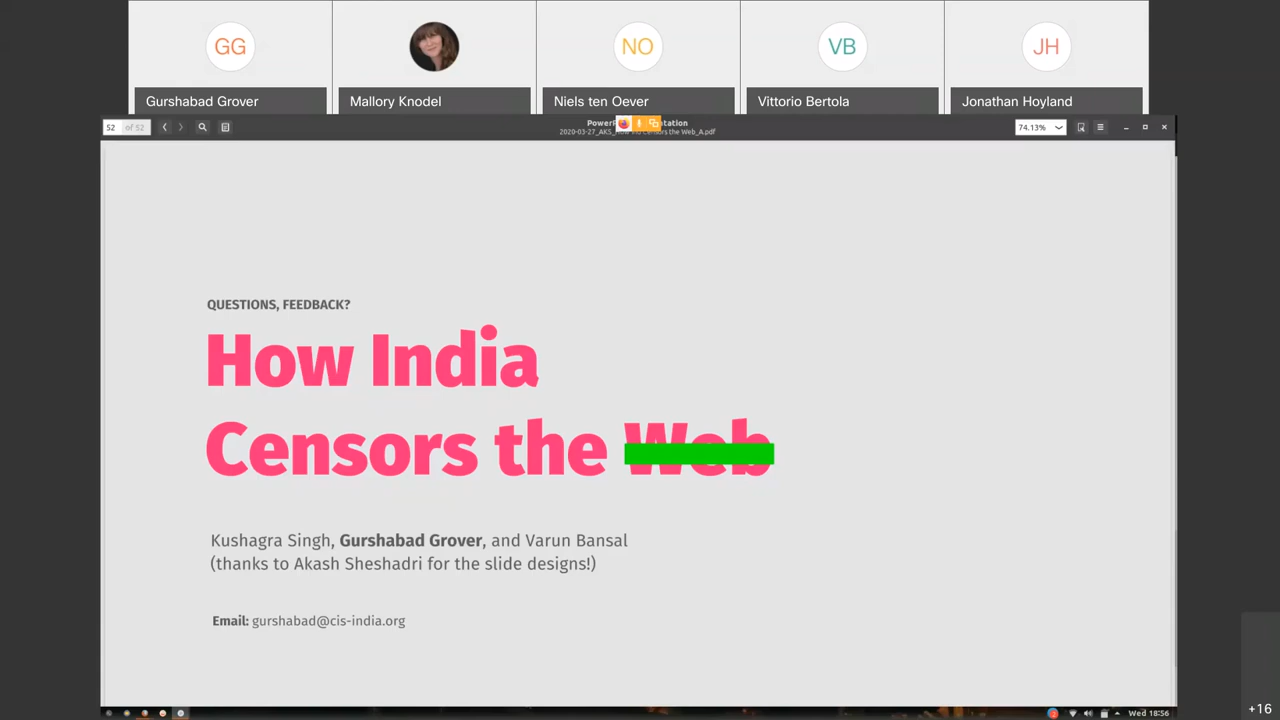 GG
NO
VB
JH
Gurshabad Grover
Mallory Knodel
Niels ten Oever
Vittorio Bertola
Jonathan Hoyland
52 of 52
74.13%
QUESTIONS, FEEDBACK?
How India
Censors the Web
Kushagra Singh, Gurshabad Grover, and Varun Bansal
(thanks to Akash Sheshadri for the slide designs!)
Email: gurshabad@cis-india.org
Wed 18:56
+16